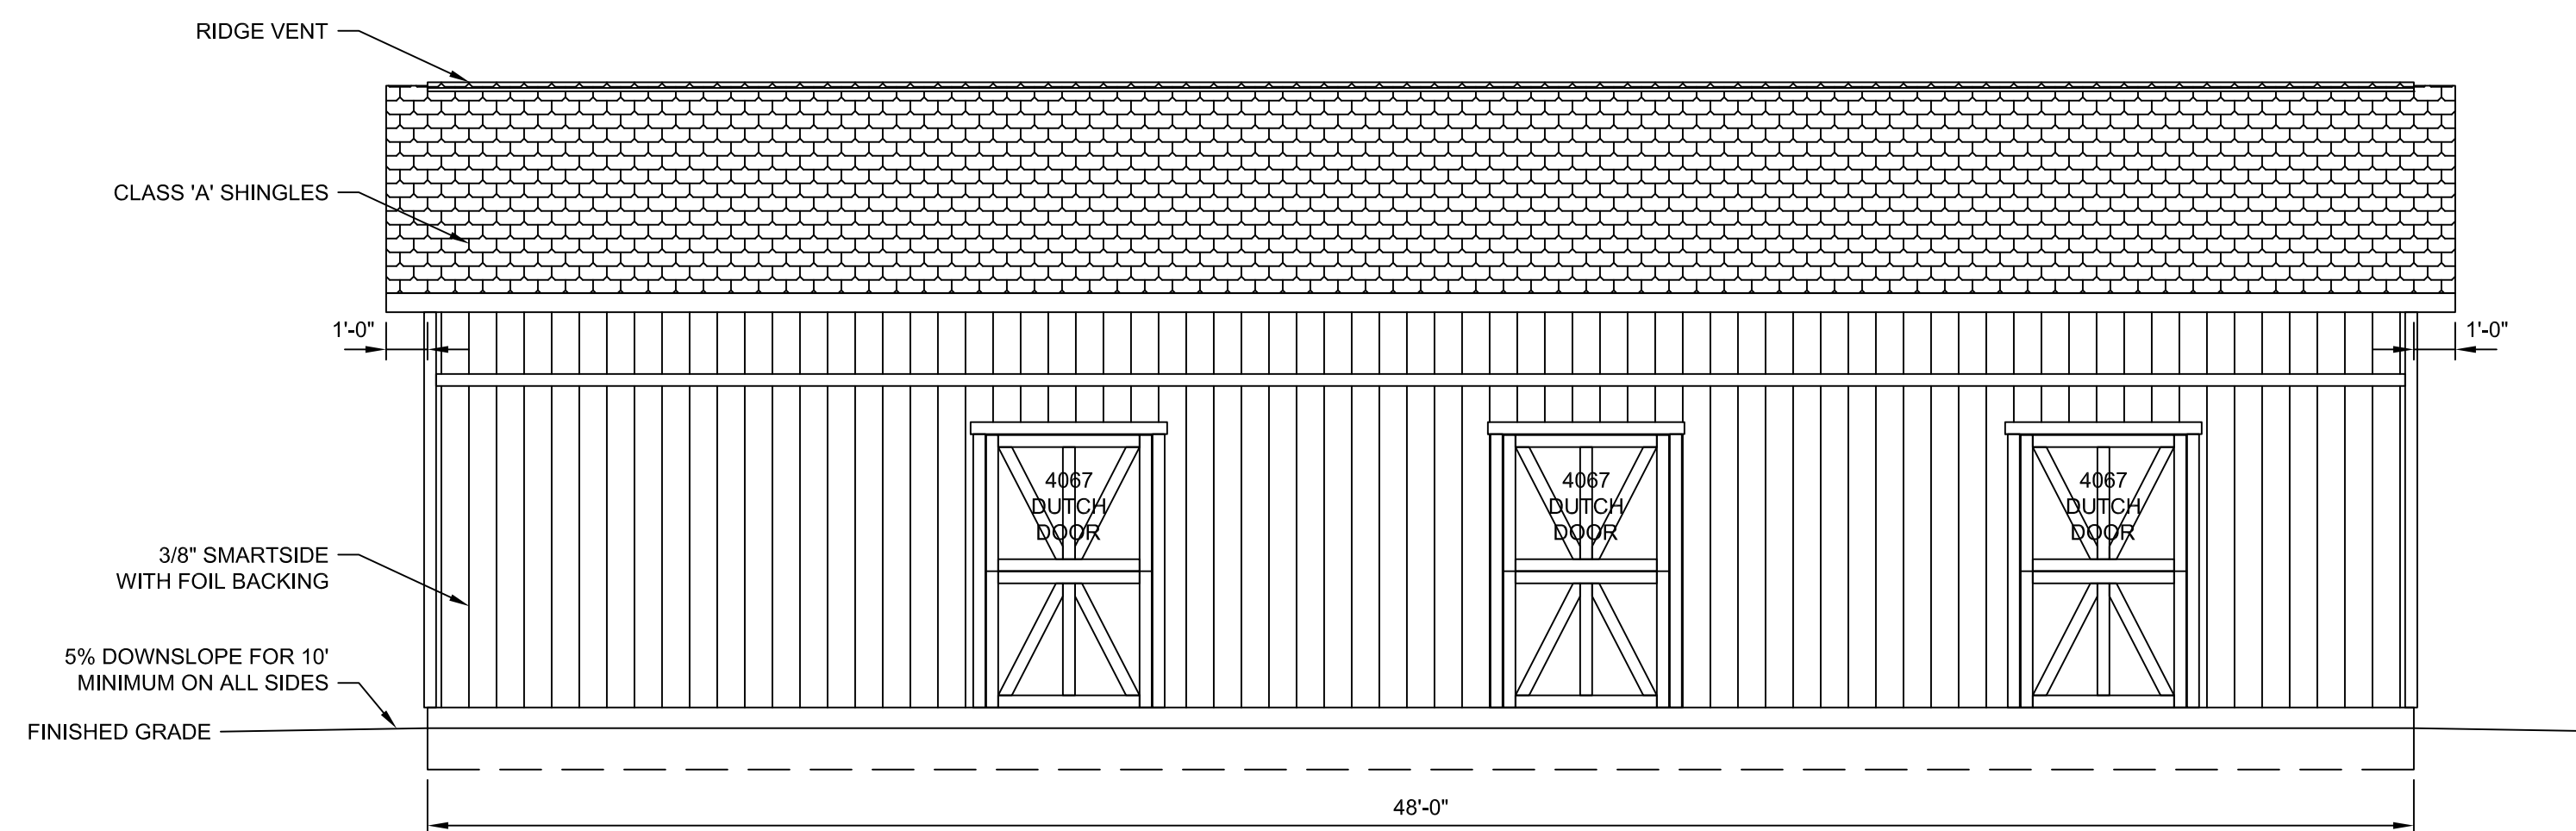 RIDGE VENT
CLASS 'A' SHINGLES
1'-0"
1'-0"
4067
DUTCH
DOOR
4067
DUTCH
DOOR
4067
DUTCH
DOOR
3/8" SMARTSIDE
WITH FOIL BACKING
5% DOWNSLOPE FOR 10'
MINIMUM ON ALL SIDES
FINISHED GRADE
48'-0"